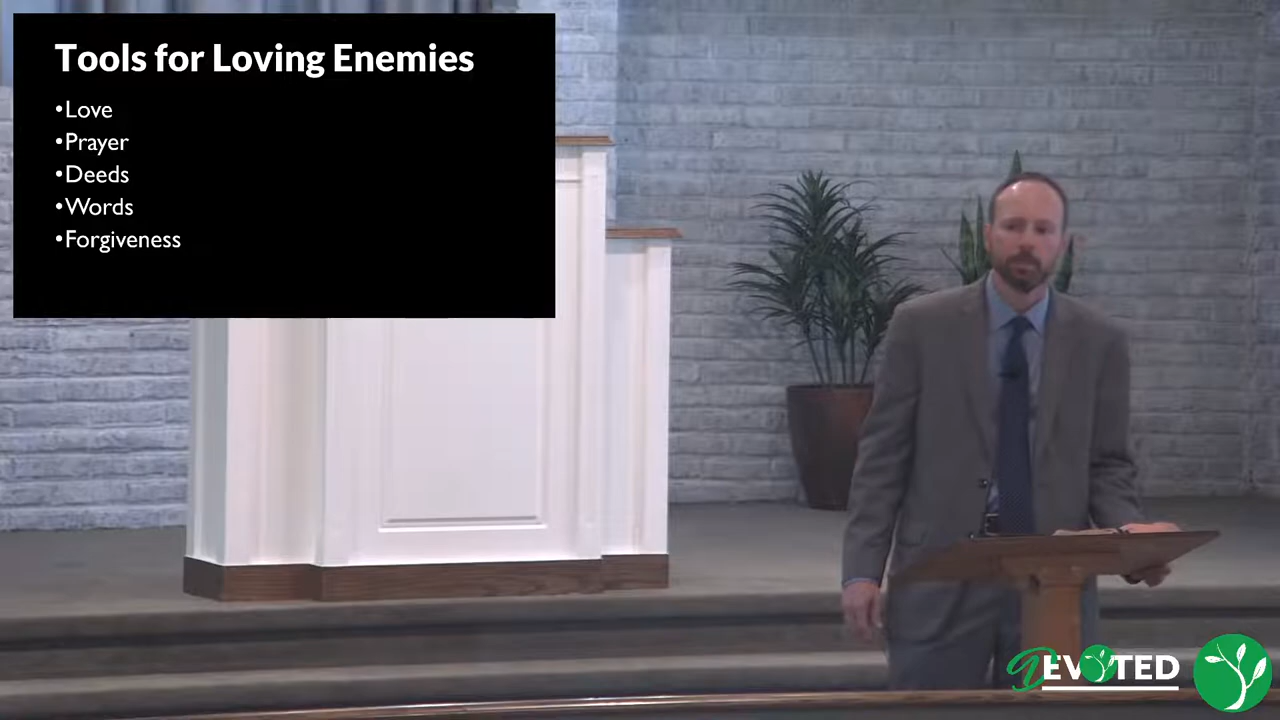 Tools for Loving Enemies
•Love
•Prayer
•Deeds
•Words
•Forgiveness
DEVOTED